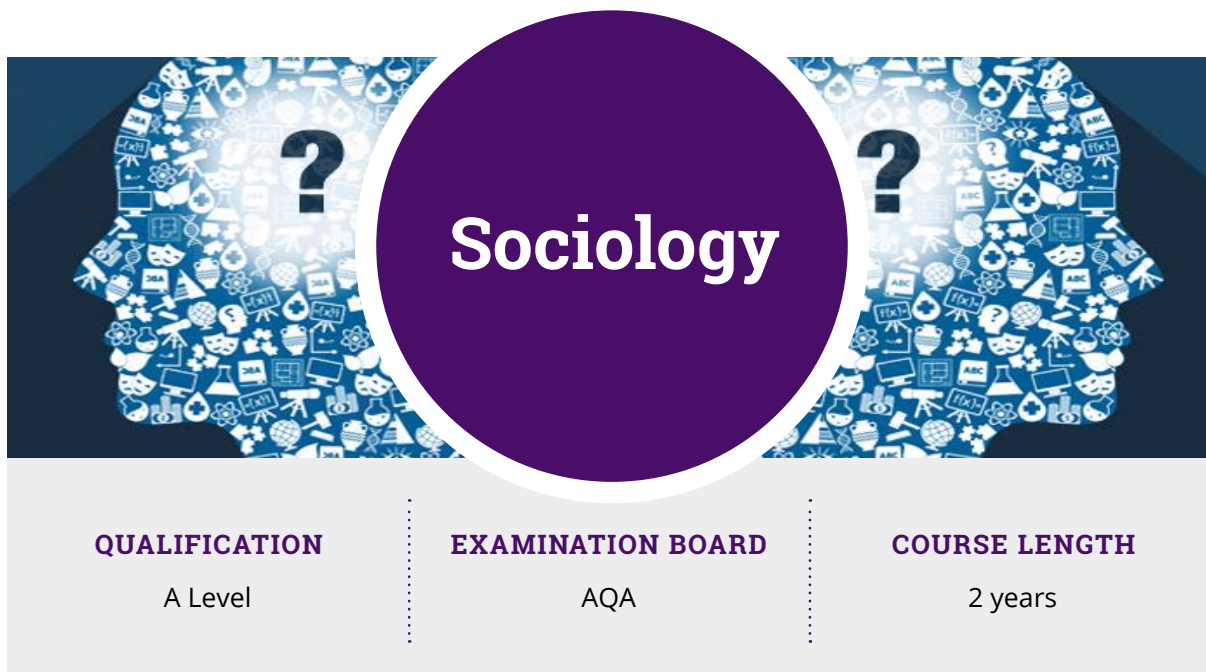 ?
?
Sociology
QUALIFICATION
A Level
EXAMINATION BOARD
AQA
COURSE LENGTH
2 years